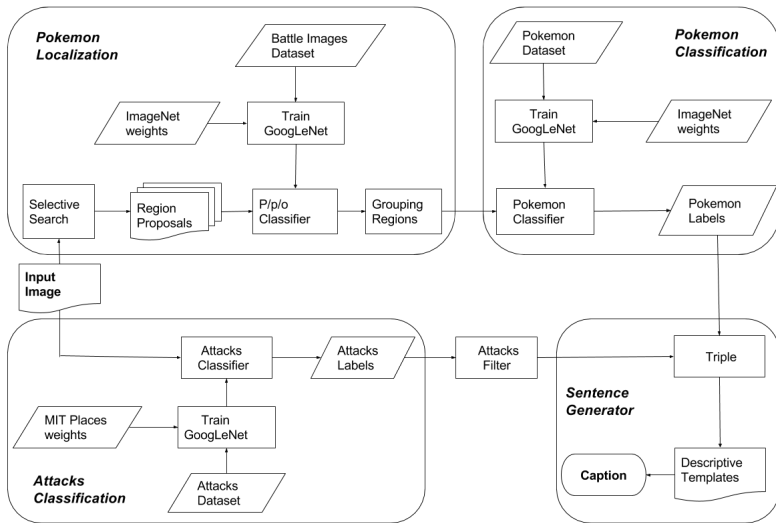 Pokemon
Localization
Battle Images
Dataset
ImageNet
weights
Train
GoogLeNet
Selective
Search
Region
Proposals
P/p/o
Classifier
Grouping
Regions
Pokemon
Dataset
Pokemon
Classification
Train
GoogLeNet
ImageNet
weights
Pokemon
Classifier
Pokemon
Labels
Input
Image
Attacks
Classifier
Attacks
Labels
Attacks
Filter
Triple
MIT Places
weights
Train
GoogLeNet
Sentence
Generator
Attacks
Classification
Attacks
Dataset
Caption
Descriptive
Templates